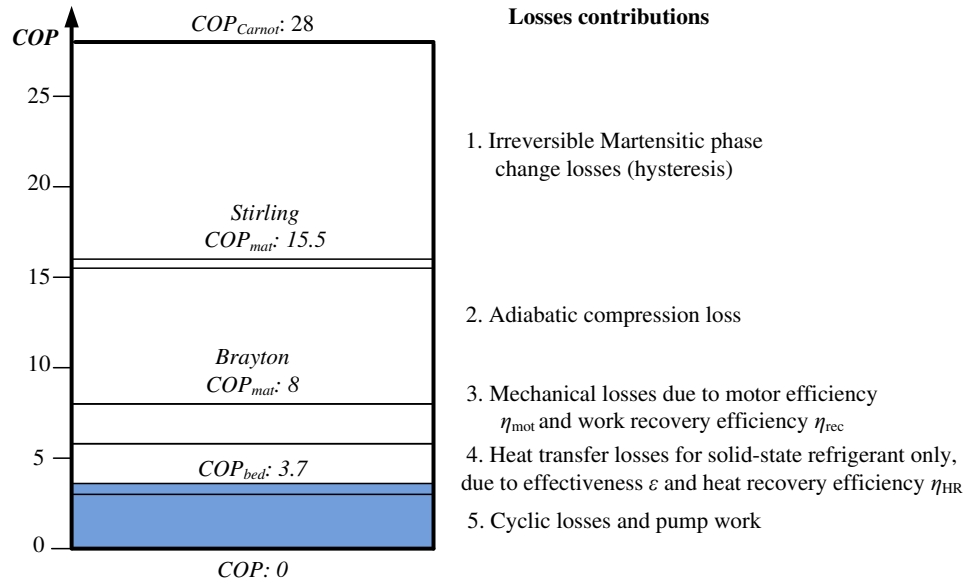 Losses contributions
COP
COP_Carnot: 28
25
20
15
10
5
0
Stirling
COP_mat: 15.5
Brayton
COP_mat: 8
COP_bed: 3.7
COP: 0
1. Irreversible Martensitic phase
change losses (hysteresis)
2. Adiabatic compression loss
3. Mechanical losses due to motor efficiency
η_mot and work recovery efficiency η_rec
4. Heat transfer losses for solid-state refrigerant only,
due to effectiveness ε and heat recovery efficiency η_HR
5. Cyclic losses and pump work